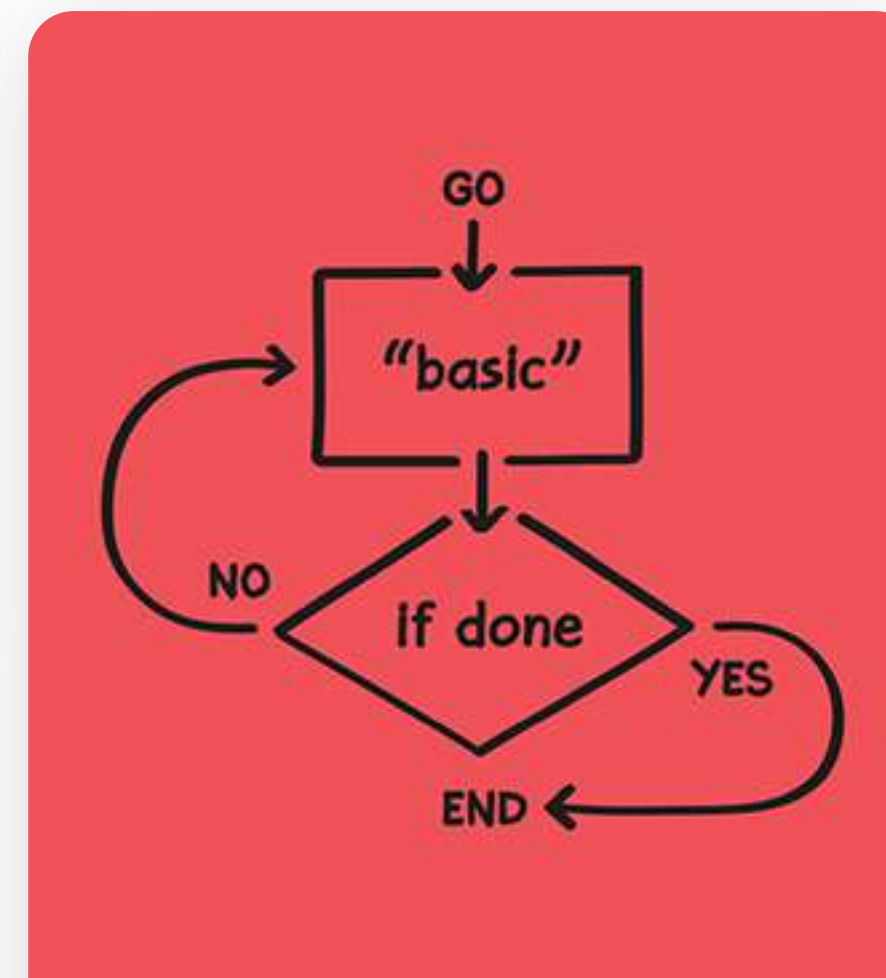 GO
“basic”
NO
if done
YES
END